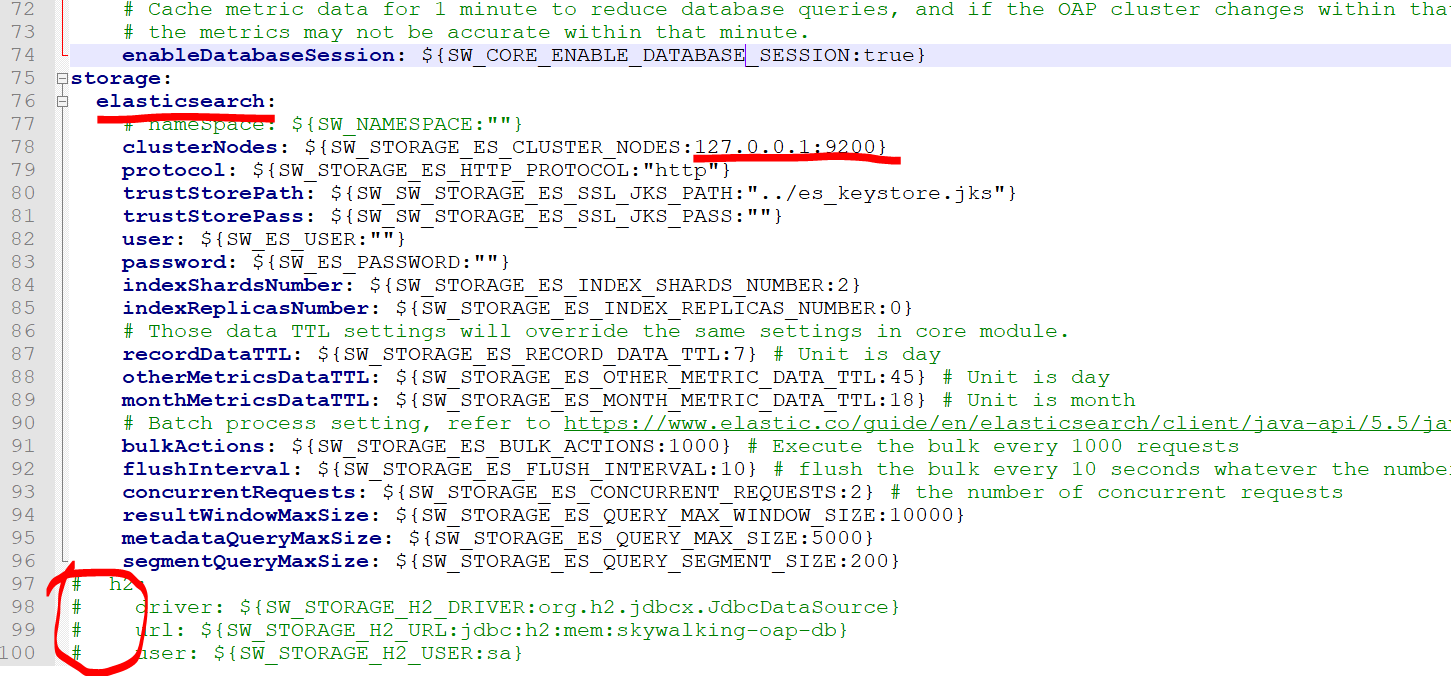 72 # Cache metric data for 1 minute to reduce database queries, and if the OAP cluster changes within
73 # the metrics may not be accurate within that minute.
74 enableDatabaseSession: ${SW_CORE_ENABLE_DATABASE_SESSION:true}
75 storage:
76 elasticsearch:
77 # nameSpace: ${SW_NAMESPACE:""}
78 clusterNodes: ${SW_STORAGE_ES_CLUSTER_NODES:127.0.0.1:9200}
79 protocol: ${SW_STORAGE_ES_HTTP_PROTOCOL:"http"}
80 trustStorePath: ${SW_SW_STORAGE_ES_SSL_JKS_PATH:"../es_keystore.jks"}
81 trustStorePass: ${SW_SW_STORAGE_ES_SSL_JKS_PASS:""}
82 user: ${SW_ES_USER:""}
83 password: ${SW_ES_PASSWORD:""}
84 indexShardsNumber: ${SW_STORAGE_ES_INDEX_SHARDS_NUMBER:2}
85 indexReplicasNumber: ${SW_STORAGE_ES_INDEX_REPLICAS_NUMBER:0}
86 # Those data TTL settings will override the same settings in core module.
87 recordDataTTL: ${SW_STORAGE_ES_RECORD_DATA_TTL:7} # Unit is day
88 otherMetricsDataTTL: ${SW_STORAGE_ES_OTHER_METRIC_DATA_TTL:45} # Unit is day
89 monthMetricsDataTTL: ${SW_STORAGE_ES_MONTH_METRIC_DATA_TTL:18} # Unit is month
90 # Batch process setting, refer to https://www.elastic.co/guide/en/elasticsearch/client/java-api/5.5/ja
91 bulkActions: ${SW_STORAGE_ES_BULK_ACTIONS:1000} # Execute the bulk every 1000 requests
92 flushInterval: ${SW_STORAGE_ES_FLUSH_INTERVAL:10} # flush the bulk every 10 seconds whatever the number
93 concurrentRequests: ${SW_STORAGE_ES_CONCURRENT_REQUESTS:2} # the number of concurrent requests
94 resultWindowMaxSize: ${SW_STORAGE_ES_QUERY_MAX_WINDOW_SIZE:10000}
95 metadataQueryMaxSize: ${SW_STORAGE_ES_QUERY_MAX_SIZE:5000}
96 segmentQueryMaxSize: ${SW_STORAGE_ES_QUERY_SEGMENT_SIZE:200}
97 # h2:
98 # driver: ${SW_STORAGE_H2_DRIVER:org.h2.jdbcx.JdbcDataSource}
99 # url: ${SW_STORAGE_H2_URL:jdbc:h2:mem:skywalking-oap-db}
100 # user: ${SW_STORAGE_H2_USER:sa}